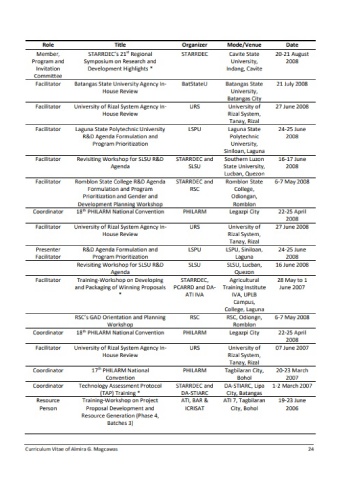 Role Title Organizer Mode/Venue Date
Member, STARRDEC's 21st Regional STARRDEC Cavite State 20-21 August
Program and Symposium on Research and University, 2008
Invitation Development Highlights * Indang, Cavite
Committee
Facilitator Batangas State University Agency In- BatStateU Batangas State 21 July 2008
House Review University,
Batangas City
Facilitator University of Rizal System Agency In- URS University of 27 June 2008
House Review Rizal System,
Tanay, Rizal
Facilitator Laguna State Polytechnic University LSPU Laguna State 24-25 June
R&D Agenda Formulation and Polytechnic 2008
Program Prioritization University,
Siniloan, Laguna
Facilitator Revisiting Workshop for SLSU R&D STARRDEC and Southern Luzon 16-17 June
Agenda SLSU State University, 2008
Lucban, Quezon
Facilitator Romblon State College R&D Agenda STARRDEC and Romblon State 6-7 May 2008
Formulation and Program RSC College,
Prioritization and Gender and Odiongan,
Development Planning Workshop Romblon
Coordinator 18th PHILARM National Convention PHILARM Legazpi City 22-25 April
2008
Facilitator University of Rizal System Agency In- URS University of 27 June 2008
House Review Rizal System,
Tanay, Rizal
Presenter R&D Agenda Formulation and LSPU LSPU, Siniloan, 24-25 June
Facilitator Program Prioritization Laguna 2008
Revisiting Workshop for SLSU R&D SLSU SLSU, Lucban, 16 June 2008
Agenda Quezon
Facilitator Training-Workshop on Developing STARRDEC, Agricultural 28 May to 1
and Packaging of Winning Proposals PCARRD and DA- Training Institute June 2007
* ATI IVA IVA, UPLB
Campus,
College, Laguna
RSC's GAD Orientation and Planning RSC RSC, Odiongn, 6-7 May 2008
Workshop Romblon
Coordinator 18th PHILARM National Convention PHILARM Legazpi City 22-25 April
2008
Facilitator University of Rizal System Agency In- URS University of 07 June 2007
House Review Rizal System,
Tanay, Rizal
Coordinator 17th PHILARM National PHILARM Tagbilaran City, 20-23 March
Convention Bohol 2007
Coordinator Technology Assessment Protocol STARRDEC and DA-STIARC, Lipa 1-2 March 2007
(TAP) Training * DA-STIARC City, Batangas
Resource Training-Workshop on Project ATI, BAR & ATI 7, Tagbilaran 19-23 June
Person Proposal Development and ICRISAT City, Bohol 2006
Resource Generation (Phase 4,
Batches 3)
Curriculum Vitae of Almira G. Magcawas 24